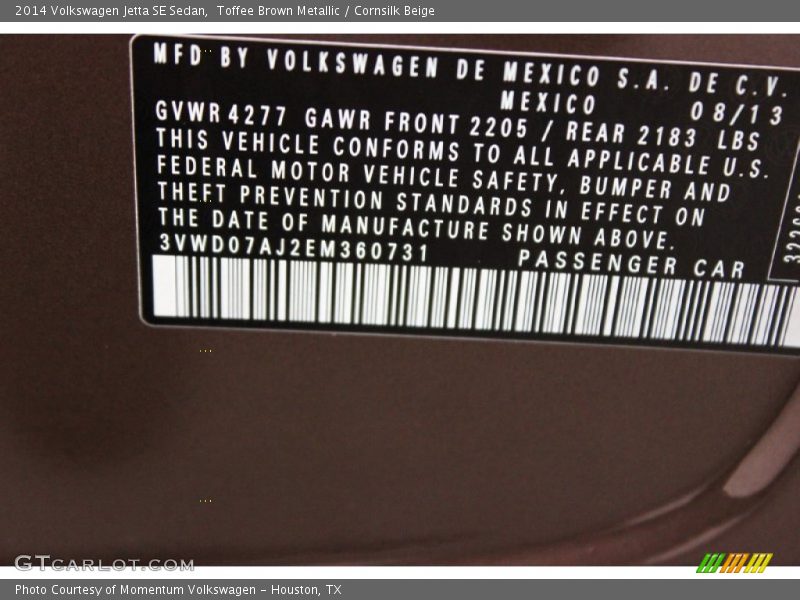 2014 Volkswagen Jetta SE Sedan, Toffee Brown Metallic / Cornsilk Beige
MFD BY VOLKSWAGEN DE MEXICO S.A. DE C.V.
MEXICO 08/13
GVWR 4277 GAWR FRONT 2205 / REAR 2183 LBS
THIS VEHICLE CONFORMS TO ALL APPLICABLE U.S.
FEDERAL MOTOR VEHICLE SAFETY, BUMPER AND
THEFT PREVENTION STANDARDS IN EFFECT ON
THE DATE OF MANUFACTURE SHOWN ABOVE.
3VWD07AJ2EM360731 PASSENGER CAR
GTCARLOT.COM
Photo Courtesy of Momentum Volkswagen - Houston, TX